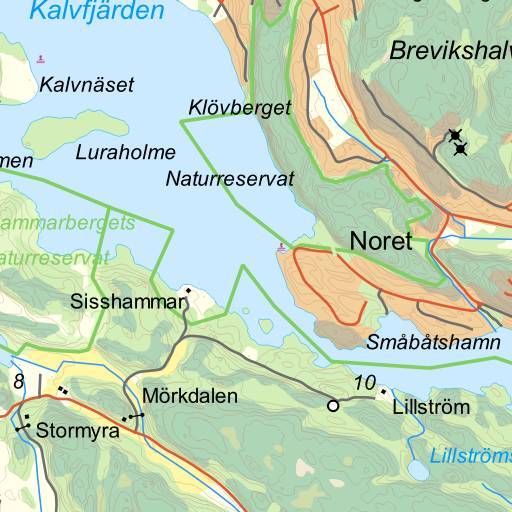 Kalvfjärden
Brevikshalv
Kalvnäset
Klövberget
Luraholme
men
Naturreservat
ammarbergets
aturreservat
Noret
Sisshammar
Småbåtshamn
8
10
Mörkdalen
Lillström
Stormyra
Lillströms